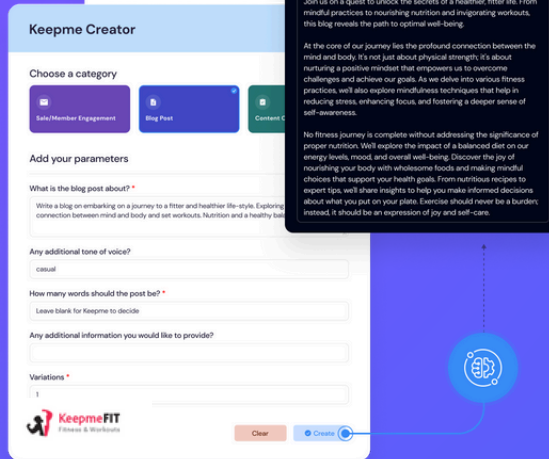 Keepme Creator
Choose a category
Sale/Member Engagement
Blog Post
Content C
Add your parameters
What is the blog post about? *
Write a blog on embarking on a journey to a fitter and healthier life-style. Exploring
connection between mind and body and set workouts. Nutrition and a healthy bala
Any additional tone of voice?
casual
How many words should the post be? *
Leave blank for Keepme to decide
Any additional information you would like to provide?
Variations *
1
KeepmeFIT
Fitness & Workouts
Clear
Create
Join us on a quest to unlock the secrets of a healthier, fitter life. From
mindful practices to nourishing nutrition and invigorating workouts,
this blog reveals the path to optimal well-being.
At the core of our journey lies the profound connection between the
mind and body. It's not just about physical strength; it's about
nurturing a positive mindset that empowers us to overcome
challenges and achieve our goals. As we delve into various fitness
practices, we'll also explore mindfulness techniques that help in
reducing stress, enhancing focus, and fostering a deeper sense of
self-awareness.
No fitness journey is complete without addressing the significance of
proper nutrition. We'll explore the impact of a balanced diet on our
energy levels, mood, and overall well-being. Discover the joy of
nourishing your body with wholesome foods and making mindful
choices that support your health goals. From nutritious recipes to
expert tips, we'll share insights to help you make informed decisions
about what you put on your plate. Exercise should never be a burden;
instead, it should be an expression of joy and self-care.